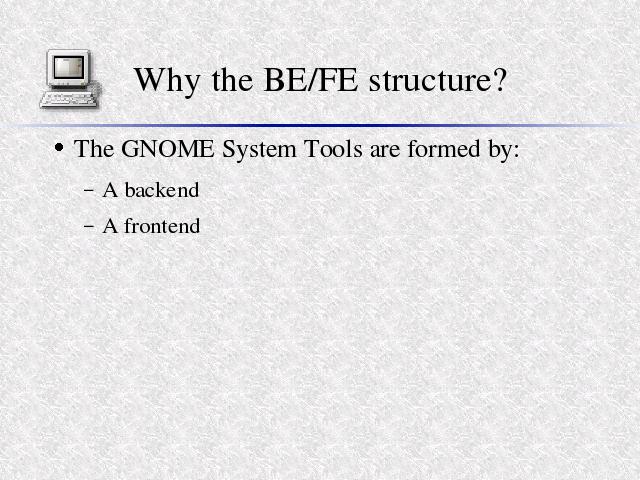 Why the BE/FE structure?
• The GNOME System Tools are formed by:
– A backend
– A frontend